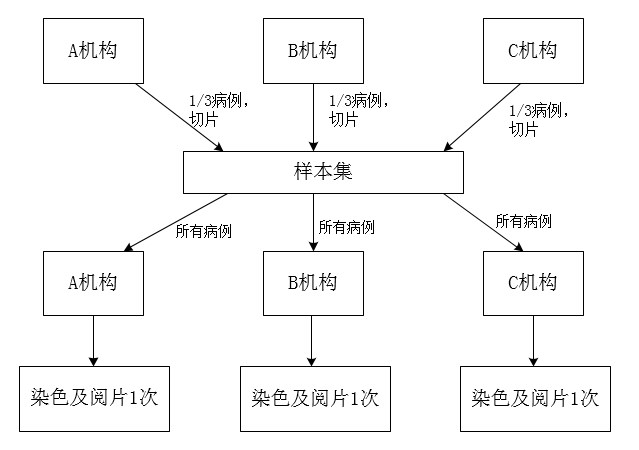 A机构
B机构
C机构
1/3病例,
切片
1/3病例,
切片
1/3病例,
切片
样本集
所有病例
所有病例
所有病例
A机构
B机构
C机构
染色及阅片1次
染色及阅片1次
染色及阅片1次